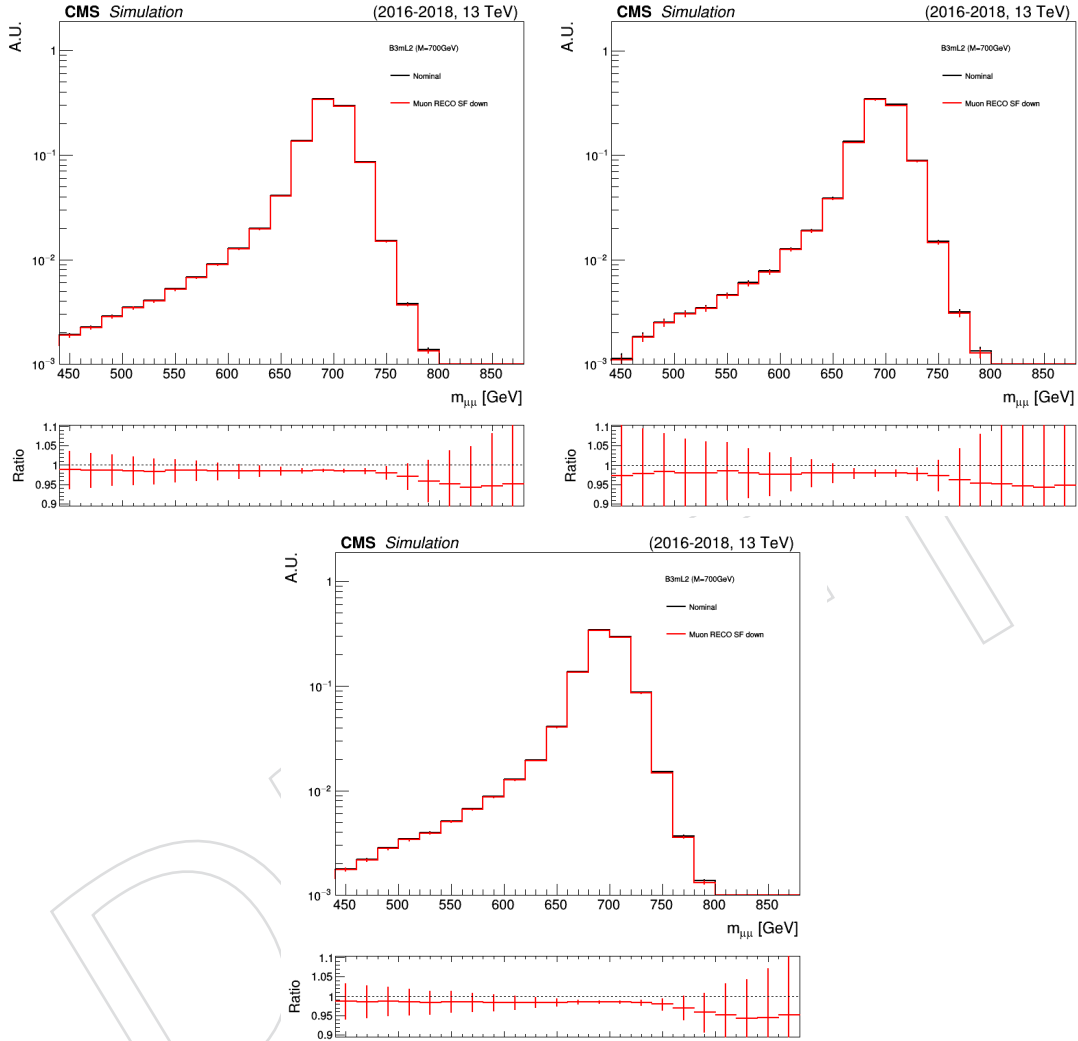 CMS Simulation (2016-2018, 13 TeV)
A.U.
B3mL2 (M=700GeV)
Nominal
Muon RECO SF down
1
10⁻¹
10⁻²
10⁻³
450 500 550 600 650 700 750 800 850
m_μμ [GeV]
Ratio
1.1
1.05
1
0.95
0.9
CMS Simulation (2016-2018, 13 TeV)
A.U.
B3mL2 (M=700GeV)
Nominal
Muon RECO SF down
1
10⁻¹
10⁻²
10⁻³
450 500 550 600 650 700 750 800 850
m_μμ [GeV]
Ratio
1.1
1.05
1
0.95
0.9
CMS Simulation (2016-2018, 13 TeV)
A.U.
B3mL2 (M=700GeV)
Nominal
Muon RECO SF down
1
10⁻¹
10⁻²
10⁻³
450 500 550 600 650 700 750 800 850
m_μμ [GeV]
Ratio
1.1
1.05
1
0.95
0.9